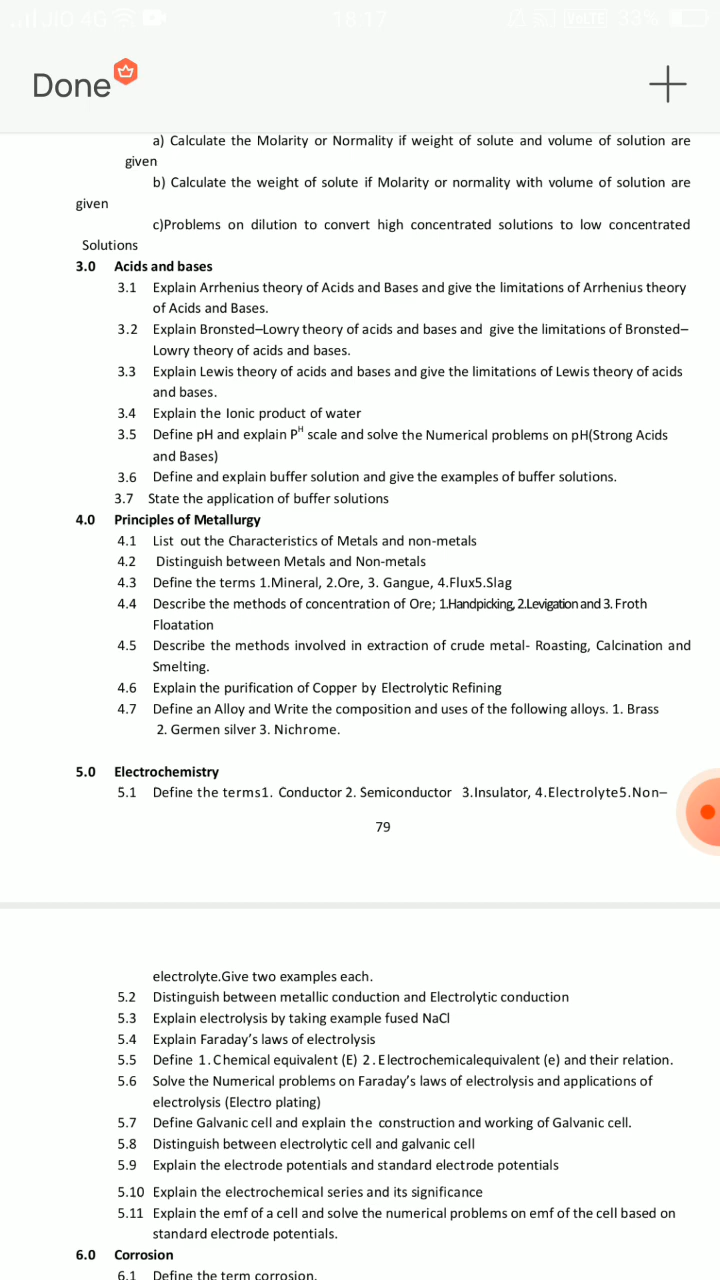 JIO 4G 18:17 VoLTE 33%
Done
a) Calculate the Molarity or Normality if weight of solute and volume of solution are
given
b) Calculate the weight of solute if Molarity or normality with volume of solution are
given
c)Problems on dilution to convert high concentrated solutions to low concentrated
Solutions
3.0 Acids and bases
3.1 Explain Arrhenius theory of Acids and Bases and give the limitations of Arrhenius theory
of Acids and Bases.
3.2 Explain Bronsted–Lowry theory of acids and bases and give the limitations of Bronsted–
Lowry theory of acids and bases.
3.3 Explain Lewis theory of acids and bases and give the limitations of Lewis theory of acids
and bases.
3.4 Explain the Ionic product of water
3.5 Define pH and explain P^H scale and solve the Numerical problems on pH(Strong Acids
and Bases)
3.6 Define and explain buffer solution and give the examples of buffer solutions.
3.7 State the application of buffer solutions
4.0 Principles of Metallurgy
4.1 List out the Characteristics of Metals and non-metals
4.2 Distinguish between Metals and Non-metals
4.3 Define the terms 1.Mineral, 2.Ore, 3. Gangue, 4.Flux5.Slag
4.4 Describe the methods of concentration of Ore; 1.Handpicking, 2.Levigation and 3. Froth
Floatation
4.5 Describe the methods involved in extraction of crude metal- Roasting, Calcination and
Smelting.
4.6 Explain the purification of Copper by Electrolytic Refining
4.7 Define an Alloy and Write the composition and uses of the following alloys. 1. Brass
2. Germen silver 3. Nichrome.
5.0 Electrochemistry
5.1 Define the terms1. Conductor 2. Semiconductor 3.Insulator, 4.Electrolyte5.Non–
79
electrolyte.Give two examples each.
5.2 Distinguish between metallic conduction and Electrolytic conduction
5.3 Explain electrolysis by taking example fused NaCl
5.4 Explain Faraday's laws of electrolysis
5.5 Define 1.Chemical equivalent (E) 2.Electrochemicalequivalent (e) and their relation.
5.6 Solve the Numerical problems on Faraday's laws of electrolysis and applications of
electrolysis (Electro plating)
5.7 Define Galvanic cell and explain the construction and working of Galvanic cell.
5.8 Distinguish between electrolytic cell and galvanic cell
5.9 Explain the electrode potentials and standard electrode potentials
5.10 Explain the electrochemical series and its significance
5.11 Explain the emf of a cell and solve the numerical problems on emf of the cell based on
standard electrode potentials.
6.0 Corrosion
6.1 Define the term corrosion.